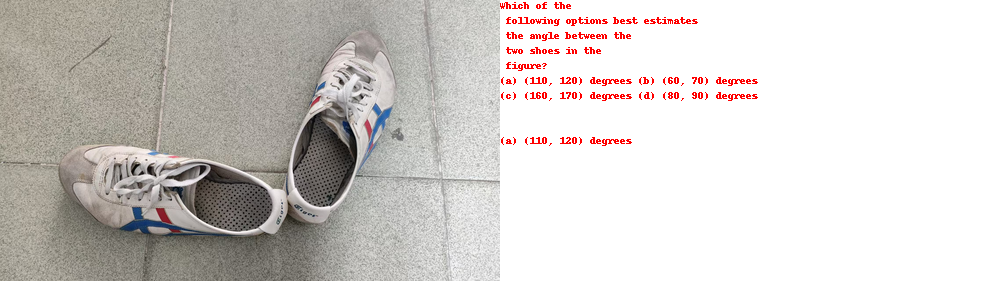 Which of the
following options best estimates
the angle between the
two shoes in the
figure?
(a) (110, 120) degrees (b) (60, 70) degrees
(c) (160, 170) degrees (d) (80, 90) degrees
(a) (110, 120) degrees
Tiger